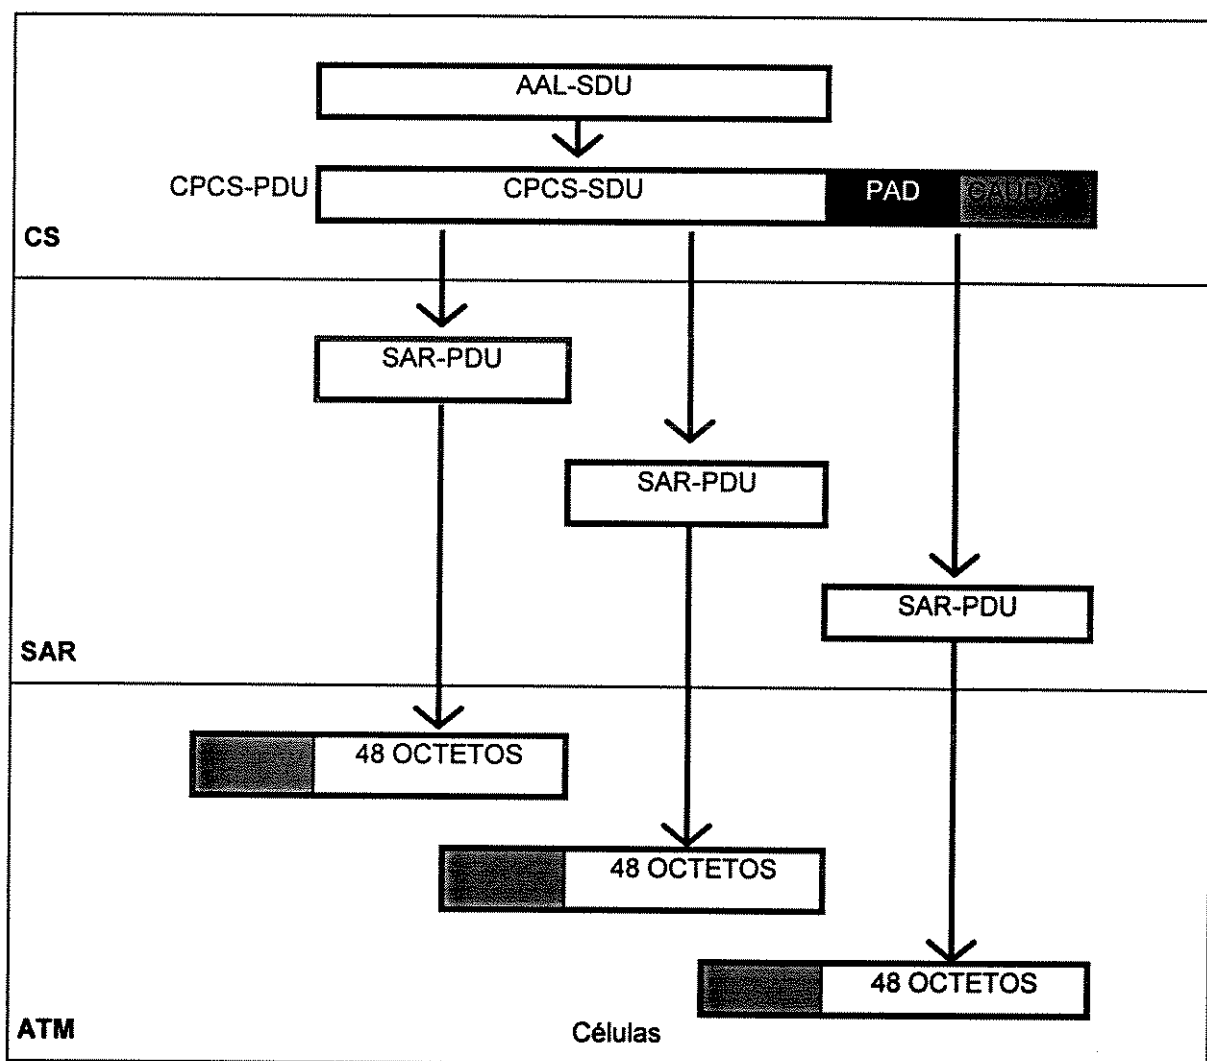 AAL-SDU
CPCS-PDU
CPCS-SDU
PAD
CAUDA
CS
SAR-PDU
SAR-PDU
SAR-PDU
SAR
48 OCTETOS
48 OCTETOS
48 OCTETOS
ATM
Células